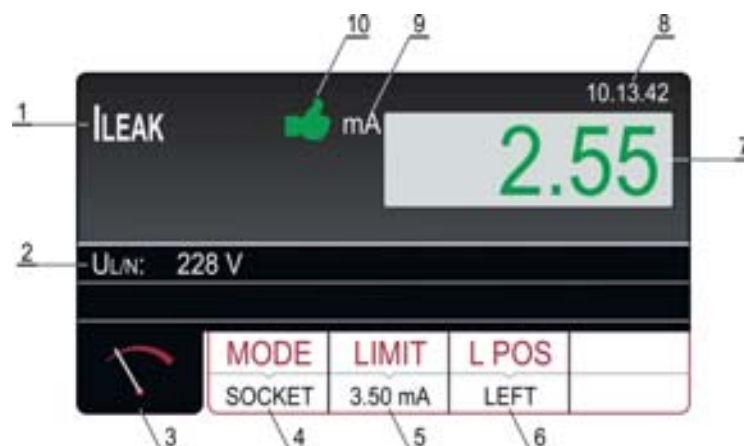 10 9 8
10.13.42
1 ILEAK mA
2.55 7
2 UL/N: 228 V
MODE LIMIT L POS
SOCKET 3.50 mA LEFT
3 4 5 6